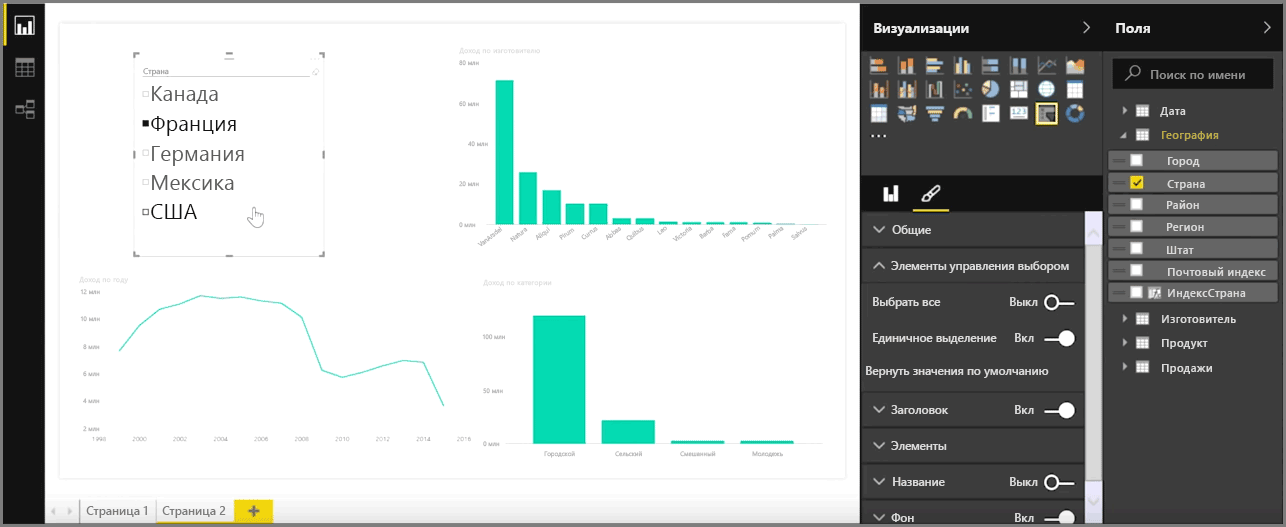 Страна
Канада
Франция
Германия
Мексика
США
Доход по изготовителю
80 млн
60 млн
40 млн
20 млн
0 млн
VanArsdel
Natura
Aliqui
Pirum
Currus
Abbas
Quibus
Leo
Victoria
Barba
Pomum
Palma
Salvus
Доход по году
12 млн
10 млн
8 млн
6 млн
4 млн
2 млн
1998
2000
2002
2004
2006
2008
2010
2012
2014
2016
Доход по категории
100 млн
50 млн
0 млн
Городской
Сельский
Смешанный
Молодежь
Страница 1
Страница 2
Визуализации
Общие
Элементы управления выбором
Выбрать все Выкл
Единичное выделение Вкл
Вернуть значения по умолчанию
Заголовок Вкл
Элементы
Название Выкл
Фон Вкл
Поля
Поиск по имени
Дата
География
Город
Страна
Район
Регион
Штат
Почтовый индекс
ИндексСтрана
Изготовитель
Продукт
Продажи